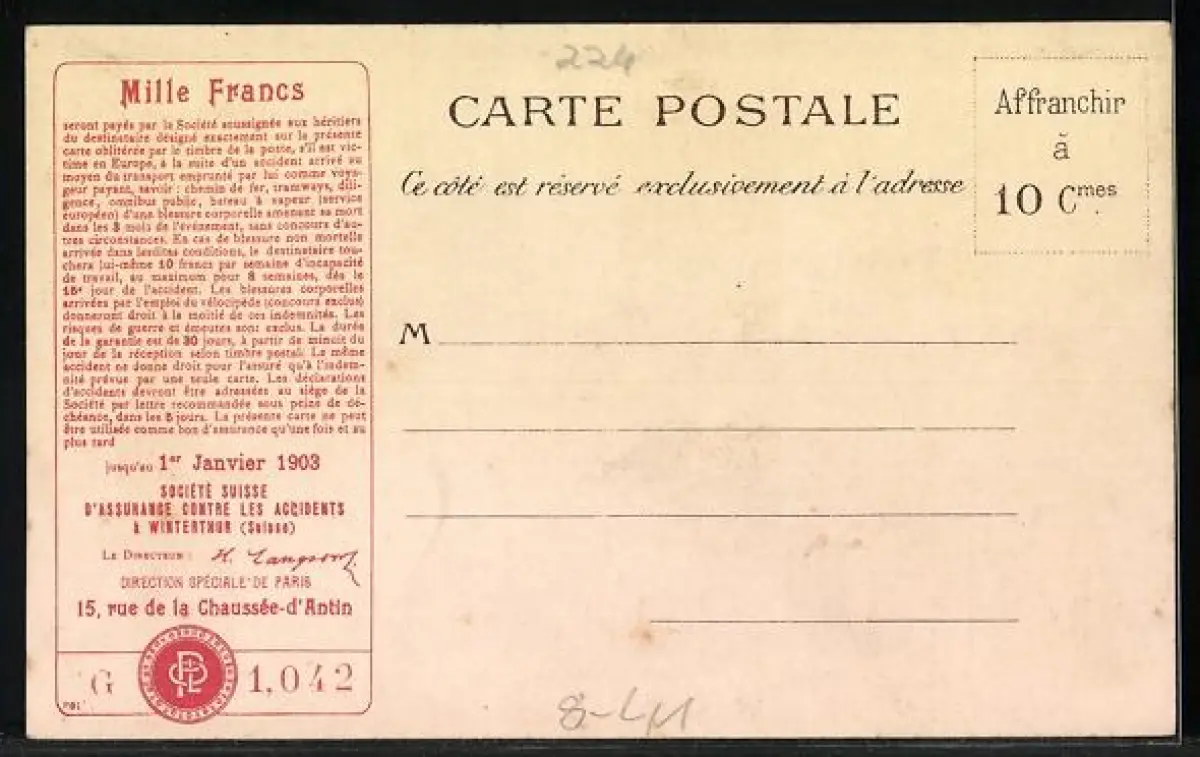 224
Mille Francs
seront payés par la Société soussignée aux héritiers
du destinataire désigné exactement sur la présente
carte oblitérée par le timbre de la poste, s'il est vic-
time en Europe, à la suite d'un accident arrivé au
moyen du transport emprunté par lui comme voya-
geur payant, savoir : chemin de fer, tramways, dili-
gence, omnibus public, bateau à vapeur (service
européen) d'une blessure corporelle amenant sa mort
dans les 3 mois de l'événement, sans concours d'au-
tres circonstances. En cas de blessure non mortelle
arrivée dans lesdites conditions, le destinataire tou-
chera lui-même 10 francs par semaine d'incapacité
de travail, au maximum pour 8 semaines, dès le
15e jour de l'accident. Les blessures corporelles
arrivées par l'emploi du vélocipède (concours exclus)
donneront droit à la moitié de ces indemnités. Les
risques de guerre et émeutes sont exclus. La durée
de la garantie est de 30 jours, à partir de minuit du
jour de la réception selon timbre postal. Le même
accident ne donne droit pour l'assuré qu'à l'indem-
nité prévue par une seule carte. Les déclarations
d'accidents devront être adressées au siège de la
Société par lettre recommandée sous peine de dé-
chéance, dans les 5 jours. La présente carte ne peut
être utilisée comme bon d'assurance qu'une fois et au
plus tard
jusqu'au 1er Janvier 1903
SOCIÉTÉ SUISSE
D'ASSURANCE CONTRE LES ACCIDENTS
à WINTERTHUR (Suisse)
LE DIRECTEUR :
DIRECTION SPÉCIALE DE PARIS
15, rue de la Chaussée-d'Antin
G 1,042
CARTE POSTALE
Ce côté est réservé exclusivement à l'adresse
Affranchir
à
10 Cmes.
M